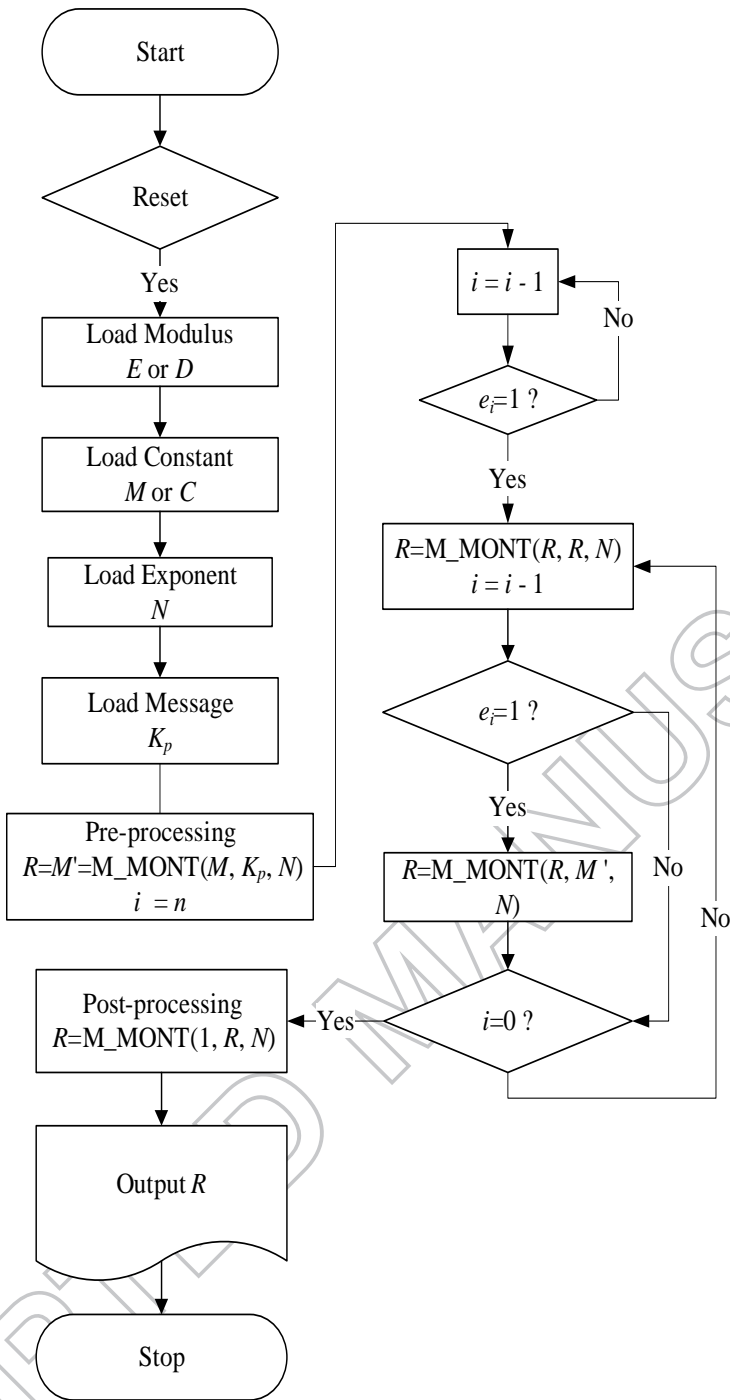 Start
Reset
Yes
Load Modulus
E or D
Load Constant
M or C
Load Exponent
N
Load Message
Kₚ
Pre-processing
R=M'=M_MONT(M, Kₚ, N)
i = n
i = i - 1
No
eᵢ=1 ?
Yes
R=M_MONT(R, R, N)
i = i - 1
eᵢ=1 ?
Yes
No
R=M_MONT(R, M ',
N)
No
i=0 ?
Yes
Post-processing
R=M_MONT(1, R, N)
Output R
Stop